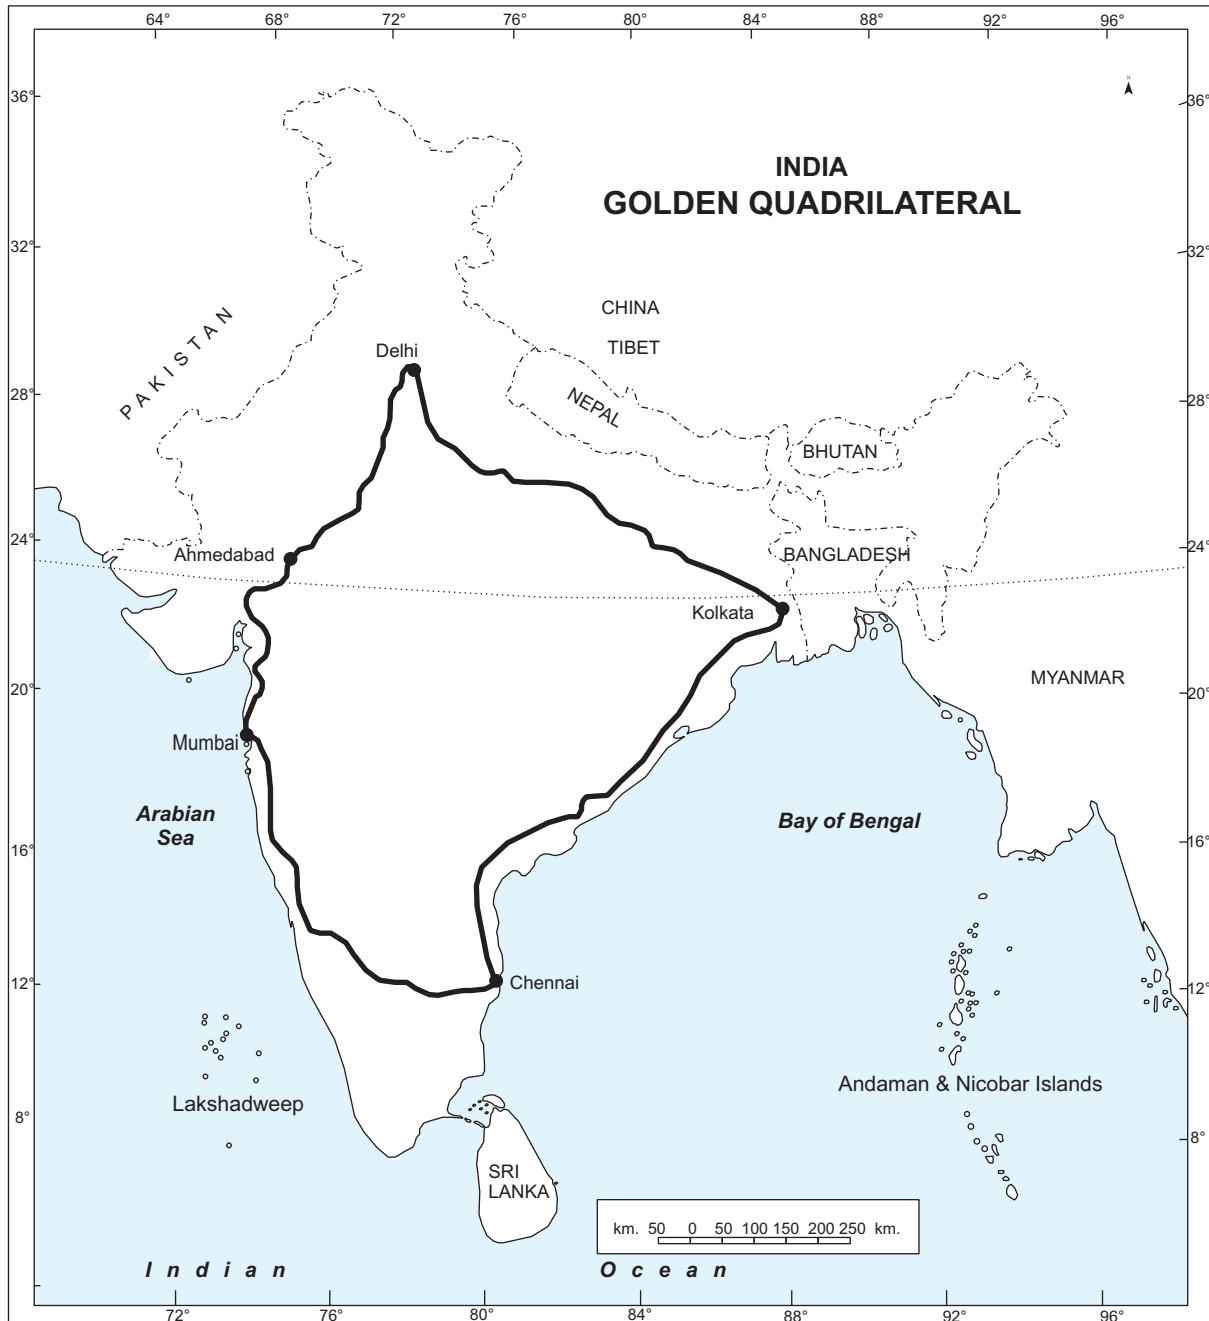 64° 68° 72° 76° 80° 88° 92° 96°
N
36° 36°
INDIA
GOLDEN QUADRILATERAL
32° 32°
CHINA
PAKISTAN
TIBET
Delhi
28° 28°
NEPAL
BHUTAN
24° 24°
Ahmedabad
BANGLADESH
Kolkata
MYANMAR
20° 20°
Mumbai
Arabian
Sea
Bay of Bengal
16° 16°
Chennai
12° 12°
Andaman & Nicobar Islands
Lakshadweep
8° 8°
SRI
LANKA
km. 50 0 50 100 150 200 250 km.
Indian Ocean
72° 76° 80° 84° 88° 92° 96°